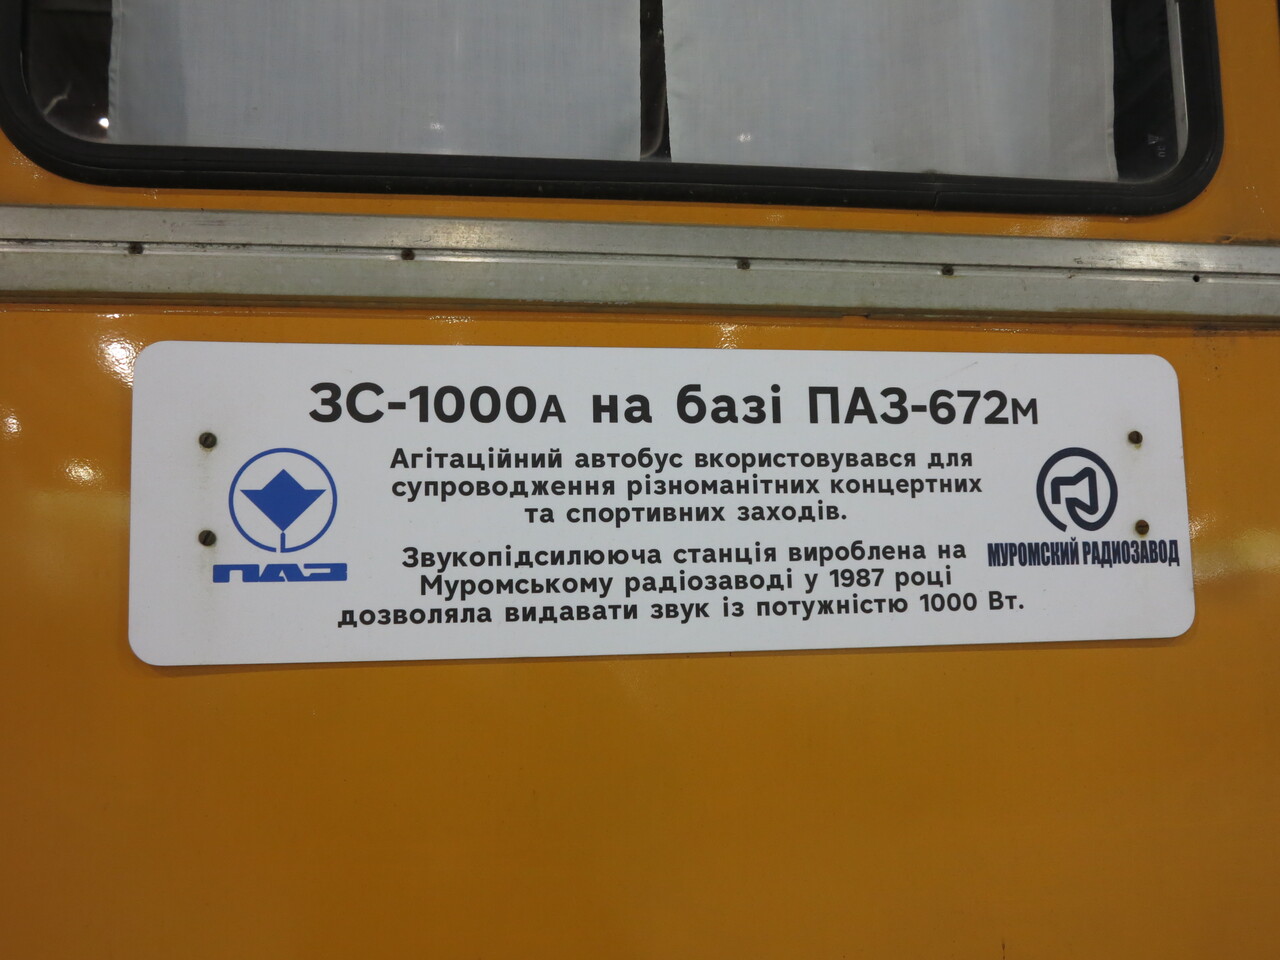 ЗС-1000А на базі ПАЗ-672М
Агітаційний автобус вкористовувався для
супроводження різноманітних концертних
та спортивних заходів.
Звукопідсилююча станція вироблена на
Муромському радіозаводі у 1987 році
дозволяла видавати звук із потужністю 1000 Вт.
ПАЗ
МУРОМСКИЙ РАДИОЗАВОД